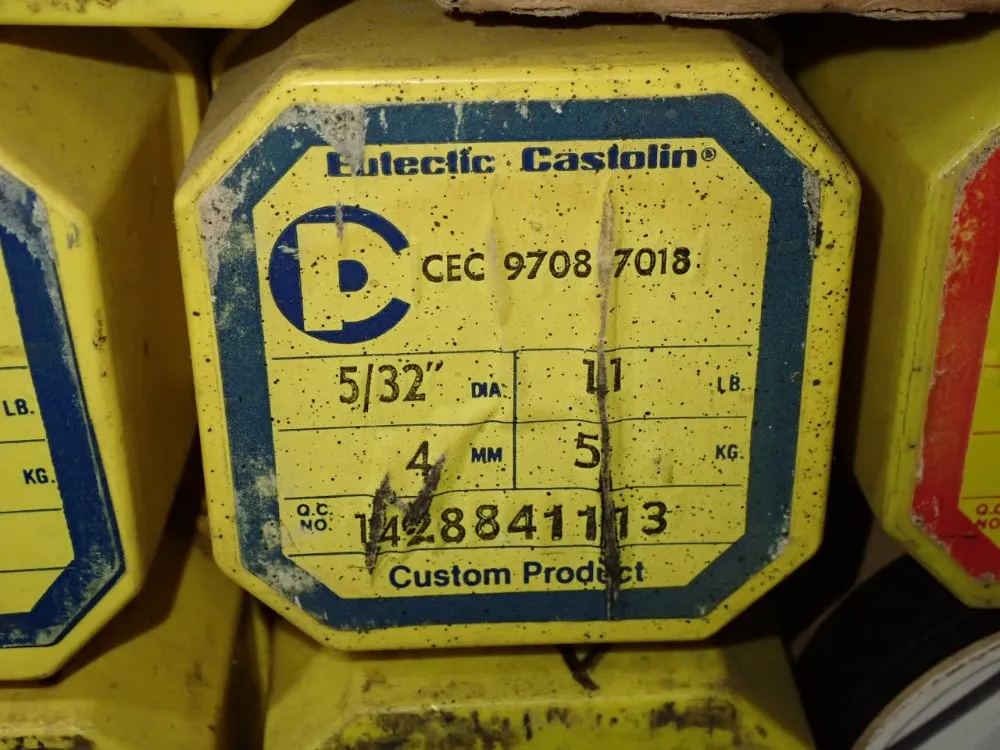 Eutectic · Castolin®
CEC 9708 7018
5/32" DIA. 11 LB.
4 MM 5 KG.
Q.C. NO. 1428841113
Custom Product
LB.
KG.
Q.C.
NO.